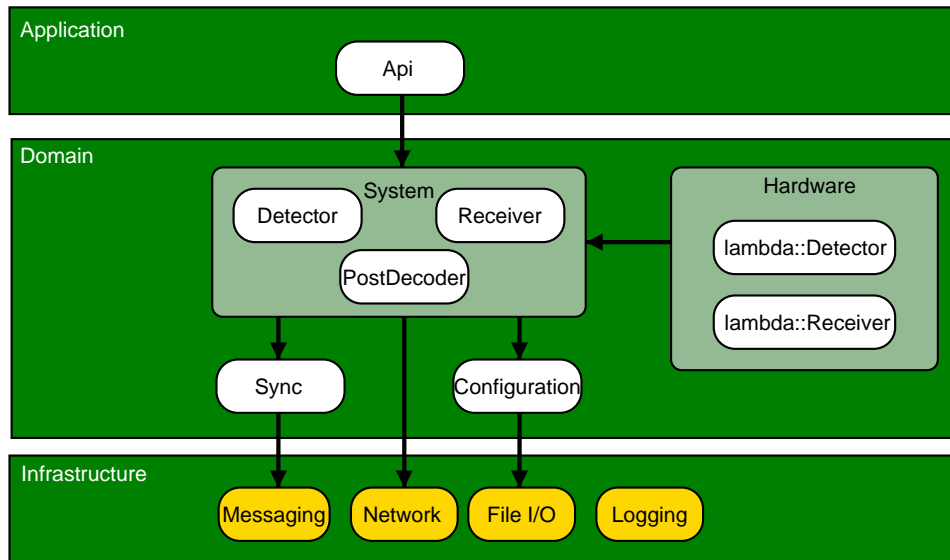 Application
Api
Domain
System
Hardware
Detector
Receiver
lambda::Detector
PostDecoder
lambda::Receiver
Sync
Configuration
Infrastructure
Messaging
Network
File I/O
Logging